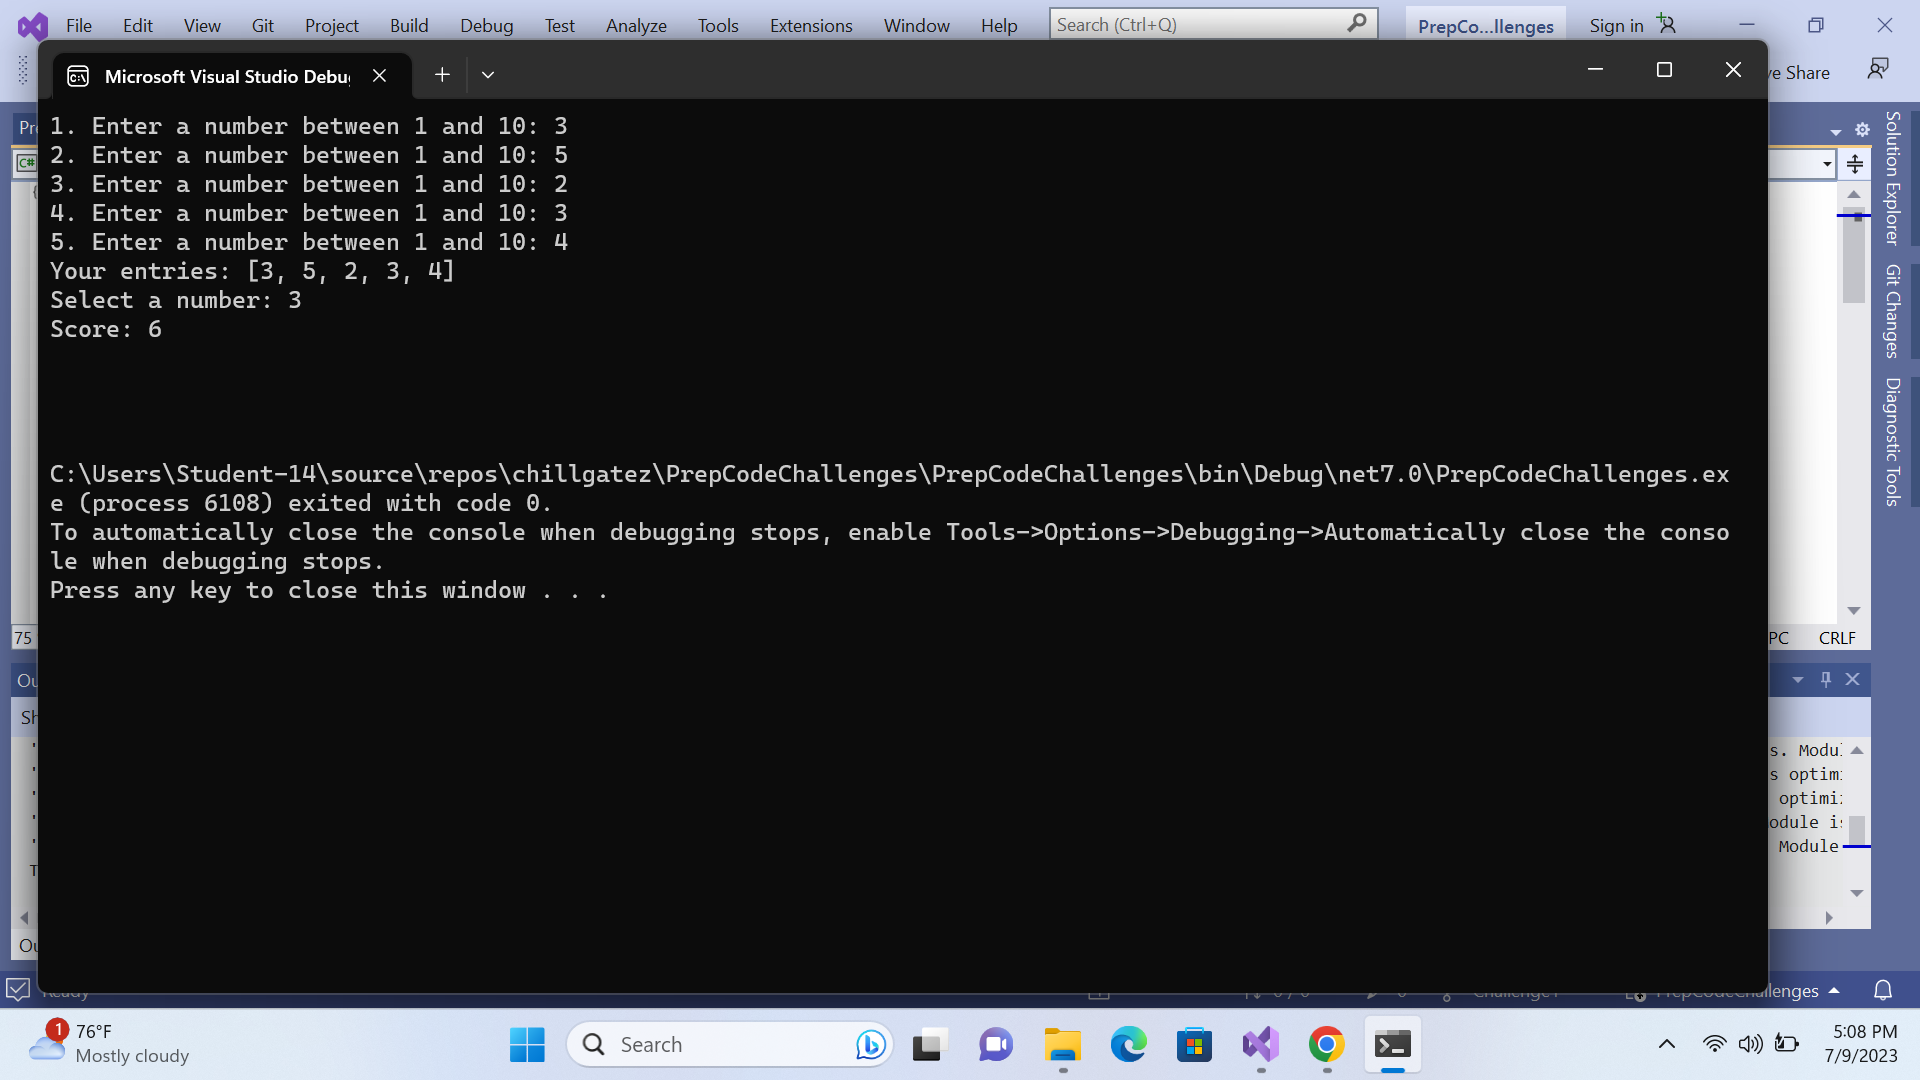 File Edit View Git Project Build Debug Test Analyze Tools Extensions Window Help Search (Ctrl+Q) PrepCo...llenges Sign in
Microsoft Visual Studio Debu
Share
1. Enter a number between 1 and 10: 3
2. Enter a number between 1 and 10: 5
3. Enter a number between 1 and 10: 2
4. Enter a number between 1 and 10: 3
5. Enter a number between 1 and 10: 4
Your entries: [3, 5, 2, 3, 4]
Select a number: 3
Score: 6
C:\Users\Student-14\source\repos\chillgatez\PrepCodeChallenges\PrepCodeChallenges\bin\Debug\net7.0\PrepCodeChallenges.ex
e (process 6108) exited with code 0.
To automatically close the console when debugging stops, enable Tools->Options->Debugging->Automatically close the conso
le when debugging stops.
Press any key to close this window . . .
Solution Explorer
Git Changes
Diagnostic Tools
C#
75
PC CRLF
s. Modu
s optim
optimi
odule is
Module
1
76°F
Mostly cloudy
Search
5:08 PM
7/9/2023